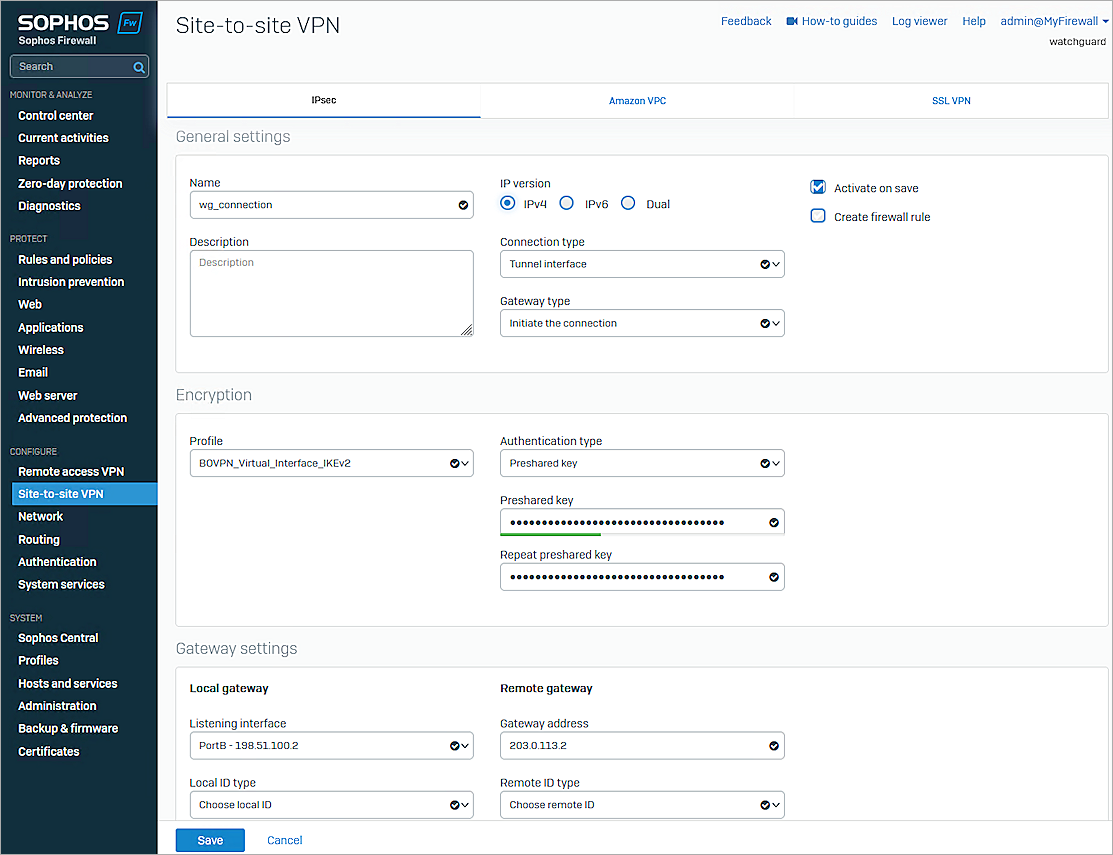 SOPHOS Fw
Sophos Firewall
Search
MONITOR & ANALYZE
Control center
Current activities
Reports
Zero-day protection
Diagnostics
PROTECT
Rules and policies
Intrusion prevention
Web
Applications
Wireless
Email
Web server
Advanced protection
CONFIGURE
Remote access VPN
Site-to-site VPN
Network
Routing
Authentication
System services
SYSTEM
Sophos Central
Profiles
Hosts and services
Administration
Backup & firmware
Certificates
Site-to-site VPN
Feedback How-to guides Log viewer Help admin@MyFirewall
watchguard
IPsec Amazon VPC SSL VPN
General settings
Name
wg_connection
Description
Description
IP version
IPv4 IPv6 Dual
Connection type
Tunnel interface
Gateway type
Initiate the connection
Activate on save
Create firewall rule
Encryption
Profile
BOVPN_Virtual_Interface_IKEv2
Authentication type
Preshared key
Preshared key
Repeat preshared key
Gateway settings
Local gateway
Listening interface
PortB - 198.51.100.2
Local ID type
Choose local ID
Remote gateway
Gateway address
203.0.113.2
Remote ID type
Choose remote ID
Save Cancel